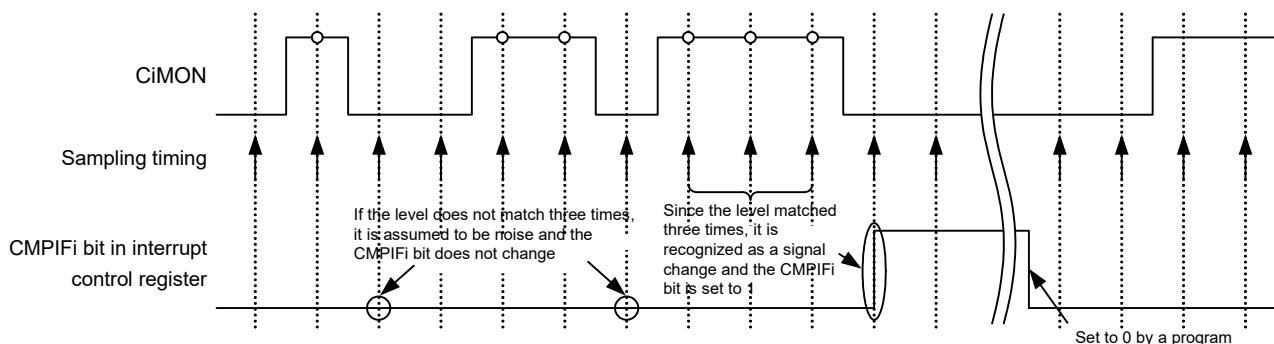 CiMON
Sampling timing
If the level does not match three times,
it is assumed to be noise and the
CMPIFi bit does not change
Since the level matched
three times, it is
recognized as a signal
change and the CMPIFi
bit is set to 1
CMPIFi bit in interrupt
control register
Set to 0 by a program